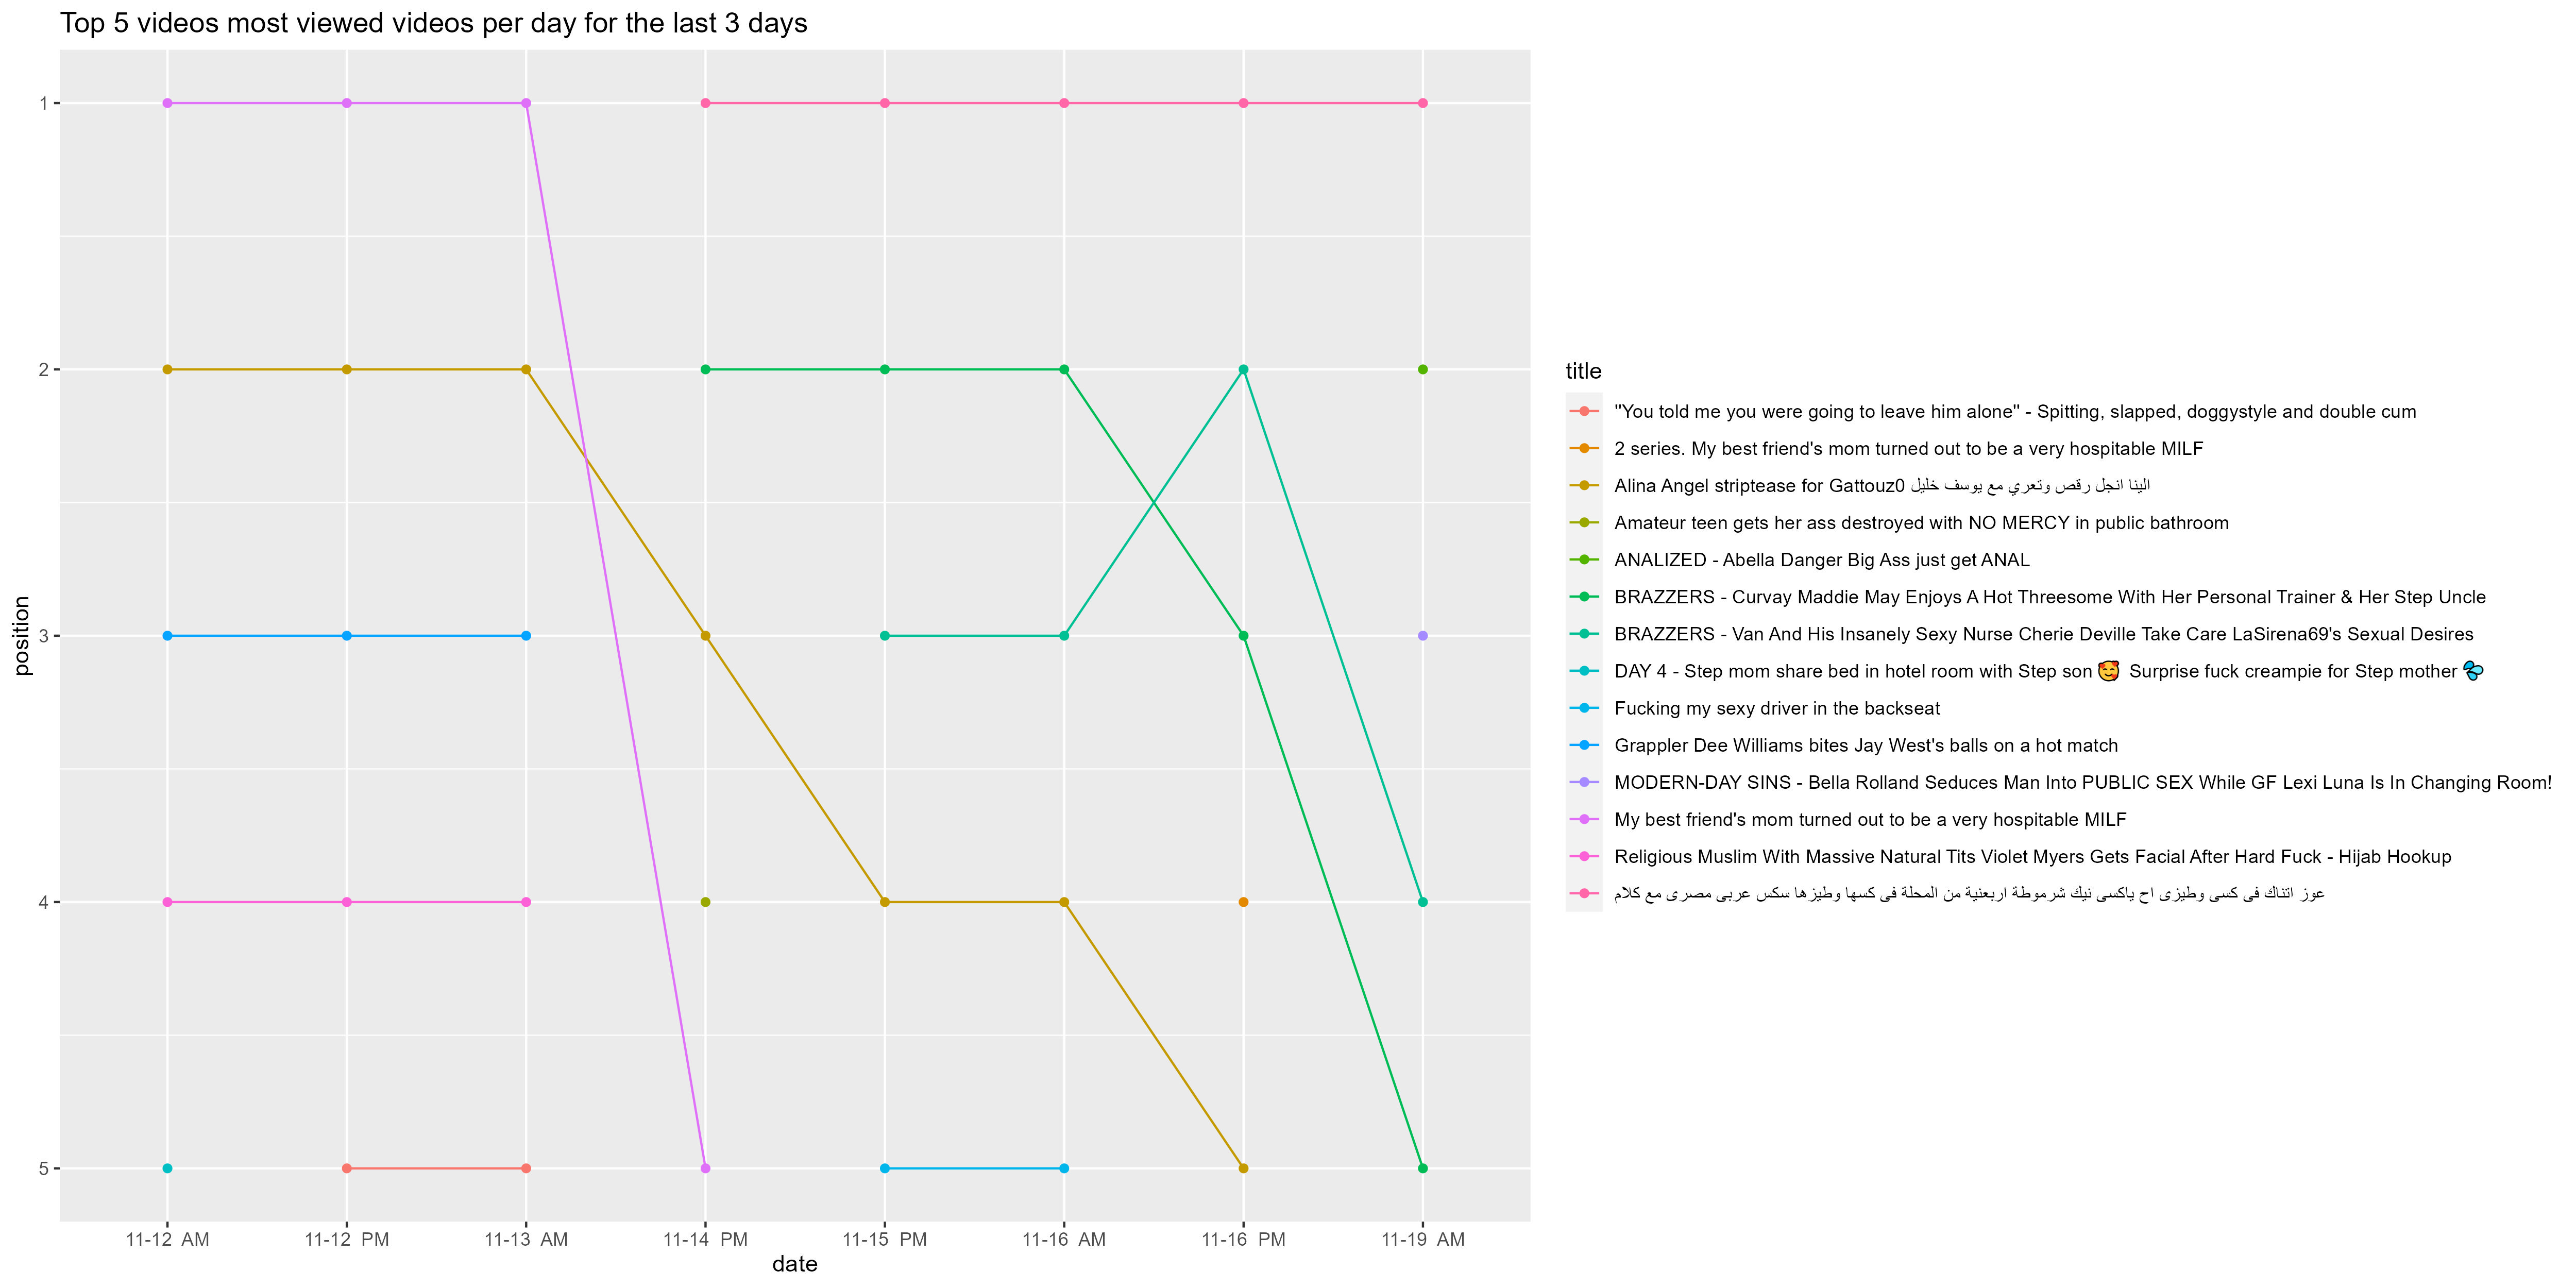 Top 5 videos most viewed videos per day for the last 3 days
1
2
3
4
5
position
11-12 AM
11-12 PM
11-13 AM
11-14 PM
11-15 PM
11-16 AM
11-16 PM
11-19 AM
date
title
"You told me you were going to leave him alone" - Spitting, slapped, doggystyle and double cum
2 series. My best friend's mom turned out to be a very hospitable MILF
Alina Angel striptease for Gattouz0 الينا انجل رقص وتعري مع يوسف خليل
Amateur teen gets her ass destroyed with NO MERCY in public bathroom
ANALIZED - Abella Danger Big Ass just get ANAL
BRAZZERS - Curvay Maddie May Enjoys A Hot Threesome With Her Personal Trainer & Her Step Uncle
BRAZZERS - Van And His Insanely Sexy Nurse Cherie Deville Take Care LaSirena69's Sexual Desires
DAY 4 - Step mom share bed in hotel room with Step son 🥰 Surprise fuck creampie for Step mother 💦
Fucking my sexy driver in the backseat
Grappler Dee Williams bites Jay West's balls on a hot match
MODERN-DAY SINS - Bella Rolland Seduces Man Into PUBLIC SEX While GF Lexi Luna Is In Changing Room!
My best friend's mom turned out to be a very hospitable MILF
Religious Muslim With Massive Natural Tits Violet Myers Gets Facial After Hard Fuck - Hijab Hookup
عوز اتناك فى كسى وطيزى اح ياكسى نيك شرموطة اربعنية من المحلة فى كسها وطيزها سكس عربى مصرى مع كلام